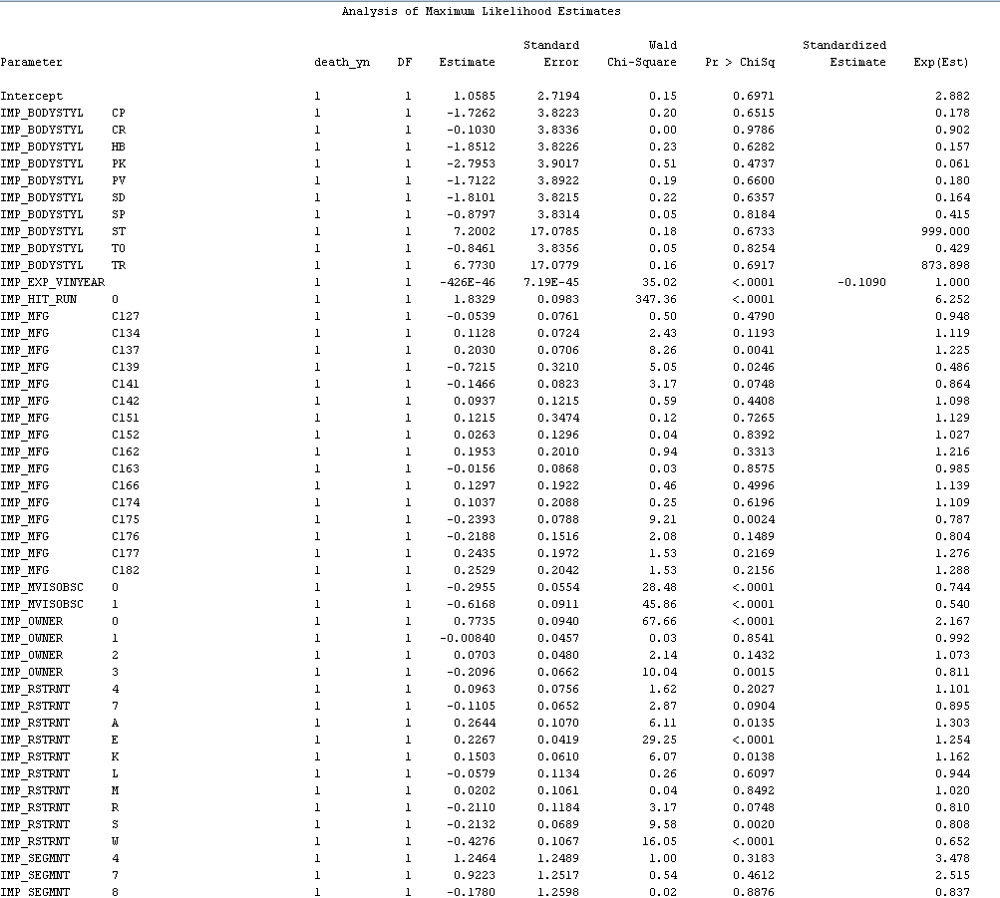 Analysis of Maximum Likelihood Estimates
Standard Wald Standardized
Parameter death_yn DF Estimate Error Chi-Square Pr > ChiSq Estimate Exp(Est)
Intercept 1 1 1.0585 2.7194 0.15 0.6971 2.882
IMP_BODYSTYL CP 1 1 -1.7262 3.8223 0.20 0.6515 0.178
IMP_BODYSTYL CR 1 1 -0.1030 3.8336 0.00 0.9786 0.902
IMP_BODYSTYL HB 1 1 -1.8512 3.8226 0.23 0.6282 0.157
IMP_BODYSTYL PK 1 1 -2.7953 3.9017 0.51 0.4737 0.061
IMP_BODYSTYL PV 1 1 -1.7122 3.8922 0.19 0.6600 0.180
IMP_BODYSTYL SD 1 1 -1.8101 3.8215 0.22 0.6357 0.164
IMP_BODYSTYL SP 1 1 -0.8797 3.8314 0.05 0.8184 0.415
IMP_BODYSTYL ST 1 1 7.2002 17.0785 0.18 0.6733 999.000
IMP_BODYSTYL TO 1 1 -0.8461 3.8356 0.05 0.8254 0.429
IMP_BODYSTYL TR 1 1 6.7730 17.0779 0.16 0.6917 873.898
IMP_EXP_VINYEAR 1 1 -426E-46 7.19E-45 35.02 <.0001 -0.1090 1.000
IMP_HIT_RUN 0 1 1 1.8329 0.0983 347.36 <.0001 6.252
IMP_MFG C127 1 1 -0.0539 0.0761 0.50 0.4790 0.948
IMP_MFG C134 1 1 0.1128 0.0724 2.43 0.1193 1.119
IMP_MFG C137 1 1 0.2030 0.0706 8.26 0.0041 1.225
IMP_MFG C139 1 1 -0.7215 0.3210 5.05 0.0246 0.486
IMP_MFG C141 1 1 -0.1466 0.0823 3.17 0.0748 0.864
IMP_MFG C142 1 1 0.0937 0.1215 0.59 0.4408 1.098
IMP_MFG C151 1 1 0.1215 0.3474 0.12 0.7265 1.129
IMP_MFG C152 1 1 0.0263 0.1296 0.04 0.8392 1.027
IMP_MFG C162 1 1 0.1953 0.2010 0.94 0.3313 1.216
IMP_MFG C163 1 1 -0.0156 0.0868 0.03 0.8575 0.985
IMP_MFG C166 1 1 0.1297 0.1922 0.46 0.4996 1.139
IMP_MFG C174 1 1 0.1037 0.2088 0.25 0.6196 1.109
IMP_MFG C175 1 1 -0.2393 0.0788 9.21 0.0024 0.787
IMP_MFG C176 1 1 -0.2188 0.1516 2.08 0.1489 0.804
IMP_MFG C177 1 1 0.2435 0.1972 1.53 0.2169 1.276
IMP_MFG C182 1 1 0.2529 0.2042 1.53 0.2156 1.288
IMP_MVISOBSC 0 1 1 -0.2955 0.0554 28.48 <.0001 0.744
IMP_MVISOBSC 1 1 1 -0.6168 0.0911 45.86 <.0001 0.540
IMP_OWNER 0 1 1 0.7735 0.0940 67.66 <.0001 2.167
IMP_OWNER 1 1 1 -0.00840 0.0457 0.03 0.8541 0.992
IMP_OWNER 2 1 1 0.0703 0.0480 2.14 0.1432 1.073
IMP_OWNER 3 1 1 -0.2096 0.0662 10.04 0.0015 0.811
IMP_RSTRNT 4 1 1 0.0963 0.0756 1.62 0.2027 1.101
IMP_RSTRNT 7 1 1 -0.1105 0.0652 2.87 0.0904 0.895
IMP_RSTRNT A 1 1 0.2644 0.1070 6.11 0.0135 1.303
IMP_RSTRNT E 1 1 0.2267 0.0419 29.25 <.0001 1.254
IMP_RSTRNT K 1 1 0.1503 0.0610 6.07 0.0138 1.162
IMP_RSTRNT L 1 1 -0.0579 0.1134 0.26 0.6097 0.944
IMP_RSTRNT M 1 1 0.0202 0.1061 0.04 0.8492 1.020
IMP_RSTRNT R 1 1 -0.2110 0.1184 3.17 0.0748 0.810
IMP_RSTRNT S 1 1 -0.2132 0.0689 9.58 0.0020 0.808
IMP_RSTRNT W 1 1 -0.4276 0.1067 16.05 <.0001 0.652
IMP_SEGMNT 4 1 1 1.2464 1.2489 1.00 0.3183 3.478
IMP_SEGMNT 7 1 1 0.9223 1.2517 0.54 0.4612 2.515
IMP_SEGMNT 8 1 1 -0.1780 1.2598 0.02 0.8876 0.837